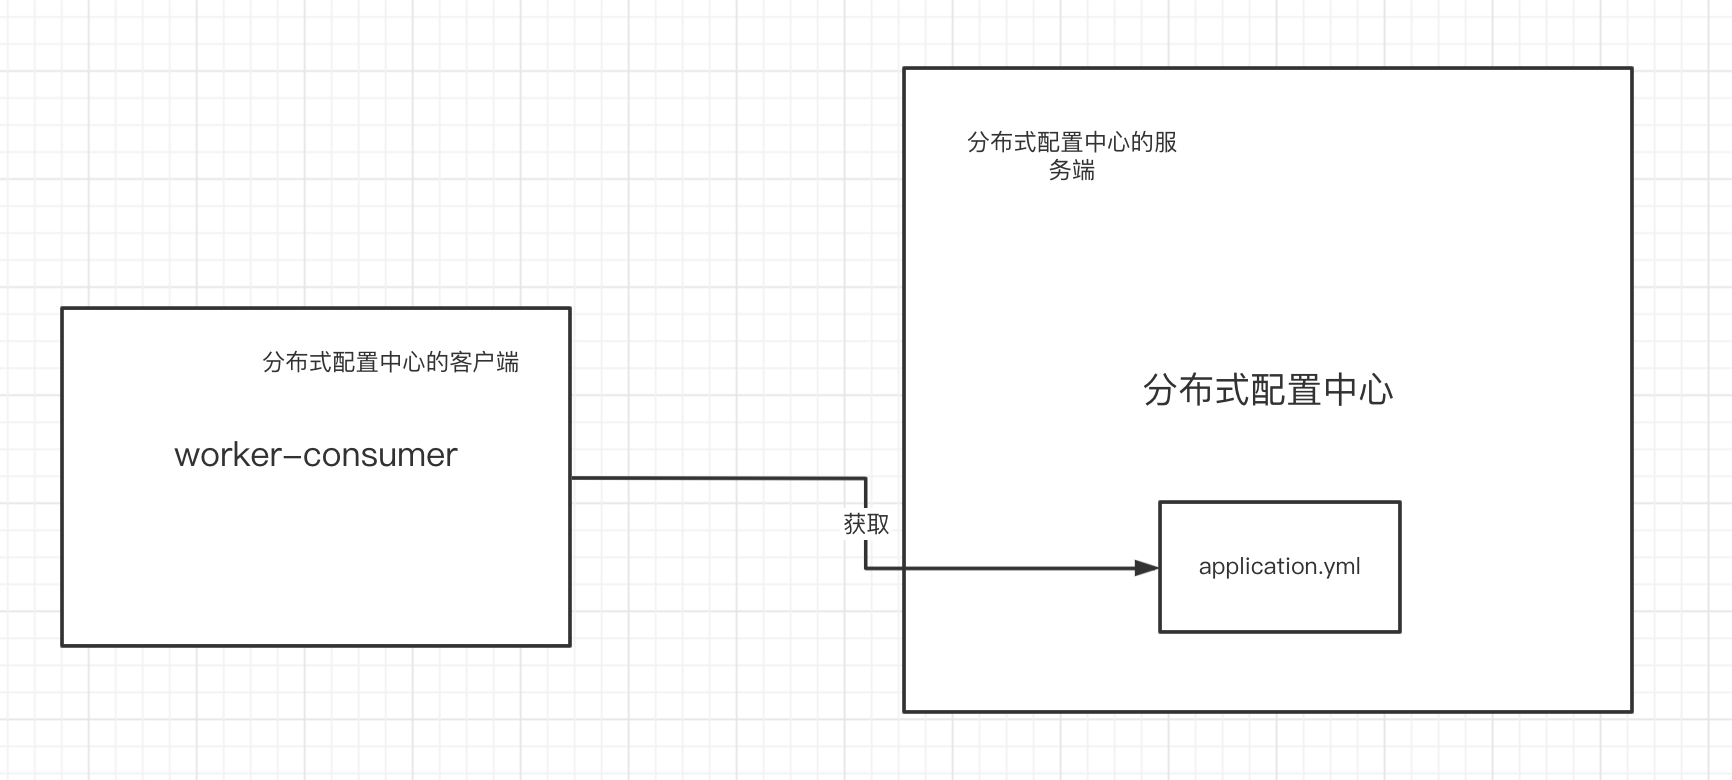 分布式配置中心的客户端
worker-consumer
获取
分布式配置中心的服
务端
分布式配置中心
application.yml